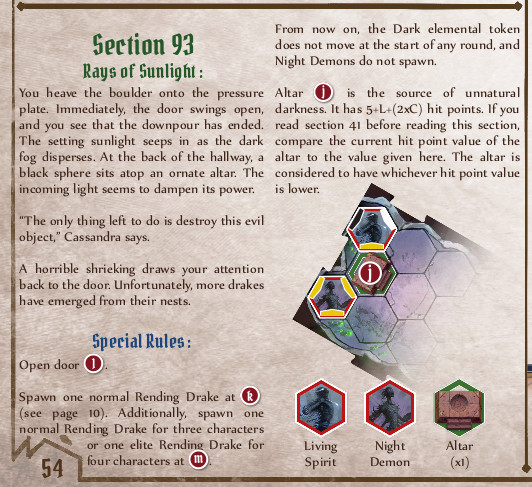 Section 93
Rays of Sunlight:
You heave the boulder onto the pressure
plate. Immediately, the door swings open,
and you see that the downpour has ended.
The setting sunlight seeps in as the dark
fog disperses. At the back of the hallway, a
black sphere sits atop an ornate altar. The
incoming light seems to dampen its power.
“The only thing left to do is destroy this evil
object,” Cassandra says.
A horrible shrieking draws your attention
back to the door. Unfortunately, more drakes
have emerged from their nests.
Special Rules:
Open door l.
Spawn one normal Rending Drake at k
(see page 10). Additionally, spawn one
normal Rending Drake for three characters
or one elite Rending Drake for
four characters at m.
54
From now on, the Dark elemental token
does not move at the start of any round, and
Night Demons do not spawn.
Altar j is the source of unnatural
darkness. It has 5+L+(2xC) hit points. If you
read section 41 before reading this section,
compare the current hit point value of the
altar to the value given here. The altar is
considered to have whichever hit point value
is lower.
j
Living
Spirit
Night
Demon
Altar
(x1)